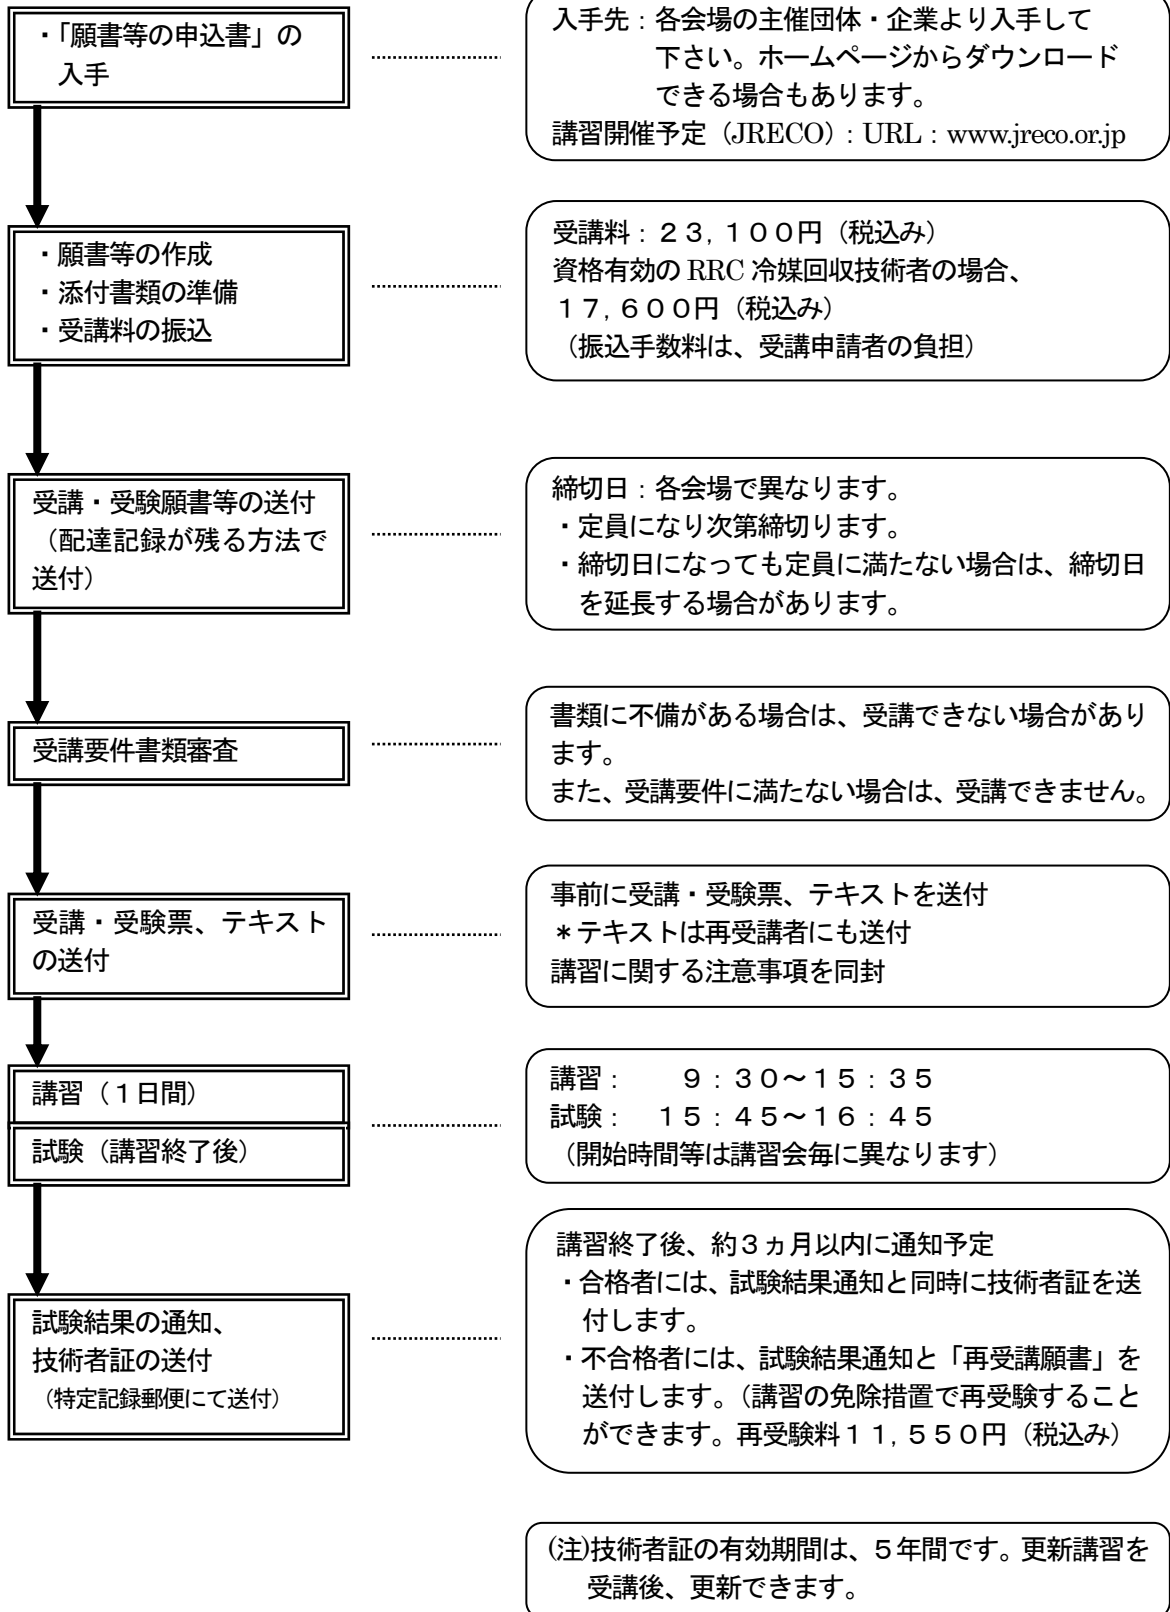 ・「願書等の申込書」の
入手
入手先：各会場の主催団体・企業より入手して
下さい。ホームページからダウンロード
できる場合もあります。
講習開催予定（JRECO）：URL：www.jreco.or.jp
・願書等の作成
・添付書類の準備
・受講料の振込
受講料：２３，１００円（税込み）
資格有効の RRC 冷媒回収技術者の場合、
１７，６００円（税込み）
（振込手数料は、受講申請者の負担）
受講・受験願書等の送付
（配達記録が残る方法で
送付）
締切日：各会場で異なります。
・定員になり次第締切ります。
・締切日になっても定員に満たない場合は、締切日
を延長する場合があります。
受講要件書類審査
書類に不備がある場合は、受講できない場合があり
ます。
また、受講要件に満たない場合は、受講できません。
受講・受験票、テキスト
の送付
事前に受講・受験票、テキストを送付
＊テキストは再受講者にも送付
講習に関する注意事項を同封
講習（１日間）
試験（講習終了後）
講習：　　９：３０～１５：３５
試験：　１５：４５～１６：４５
（開始時間等は講習会毎に異なります）
試験結果の通知、
技術者証の送付
（特定記録郵便にて送付）
講習終了後、約３ヵ月以内に通知予定
・合格者には、試験結果通知と同時に技術者証を送
付します。
・不合格者には、試験結果通知と「再受講願書」を
送付します。（講習の免除措置で再受験すること
ができます。再受験料１１，５５０円（税込み）
(注)技術者証の有効期間は、５年間です。更新講習を
受講後、更新できます。